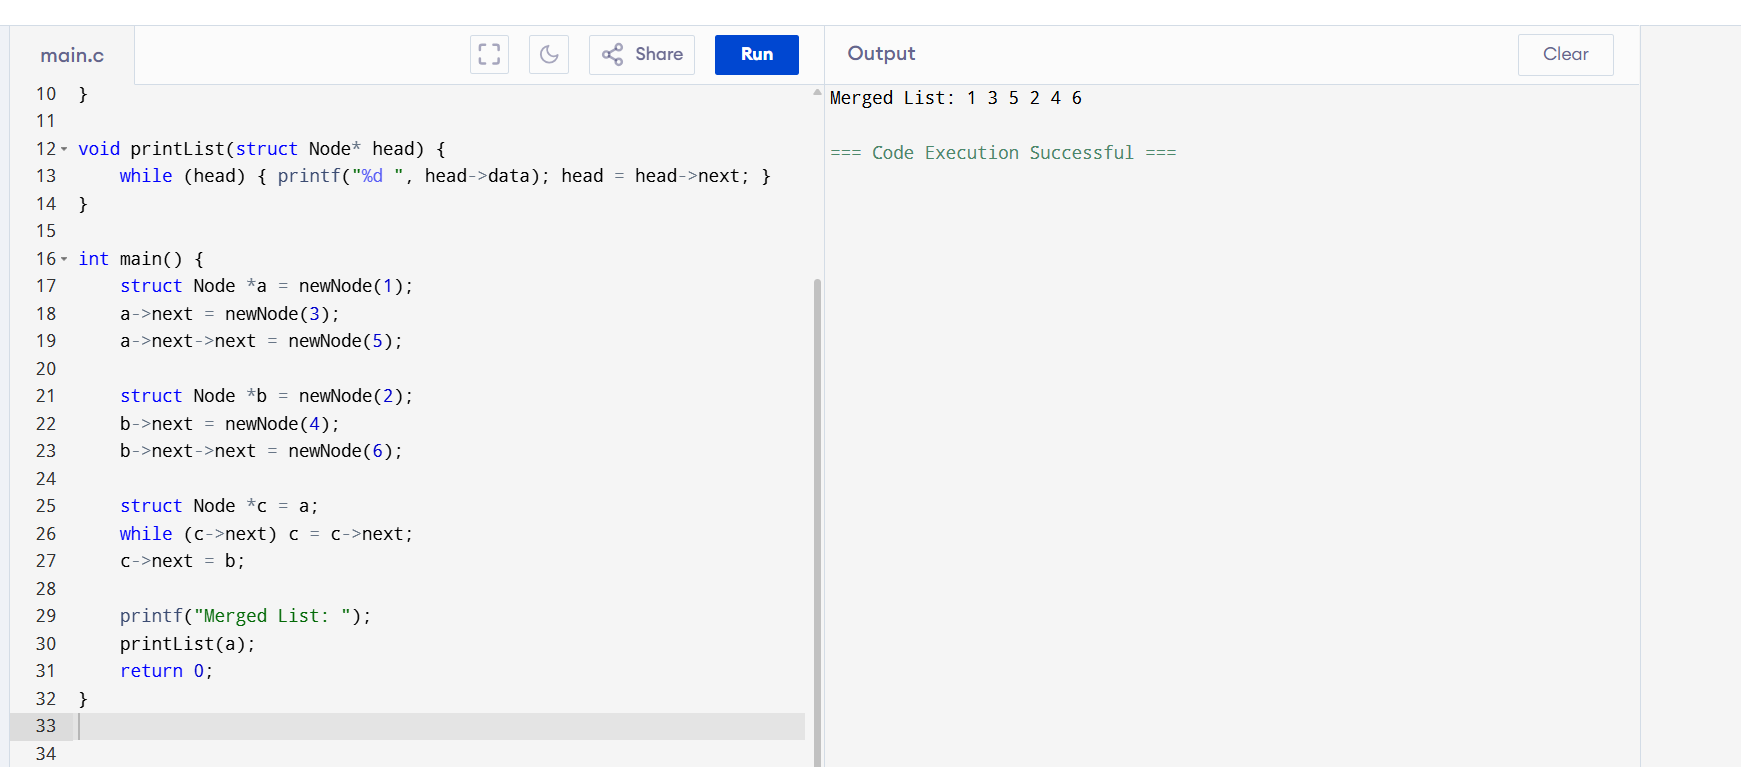 main.c
Share
Run
Output
Clear
10 }
11
12 void printList(struct Node* head) {
13     while (head) { printf("%d ", head->data); head = head->next; }
14 }
15
16 int main() {
17     struct Node *a = newNode(1);
18     a->next = newNode(3);
19     a->next->next = newNode(5);
20
21     struct Node *b = newNode(2);
22     b->next = newNode(4);
23     b->next->next = newNode(6);
24
25     struct Node *c = a;
26     while (c->next) c = c->next;
27     c->next = b;
28
29     printf("Merged List: ");
30     printList(a);
31     return 0;
32 }
33
34
Merged List: 1 3 5 2 4 6
=== Code Execution Successful ===